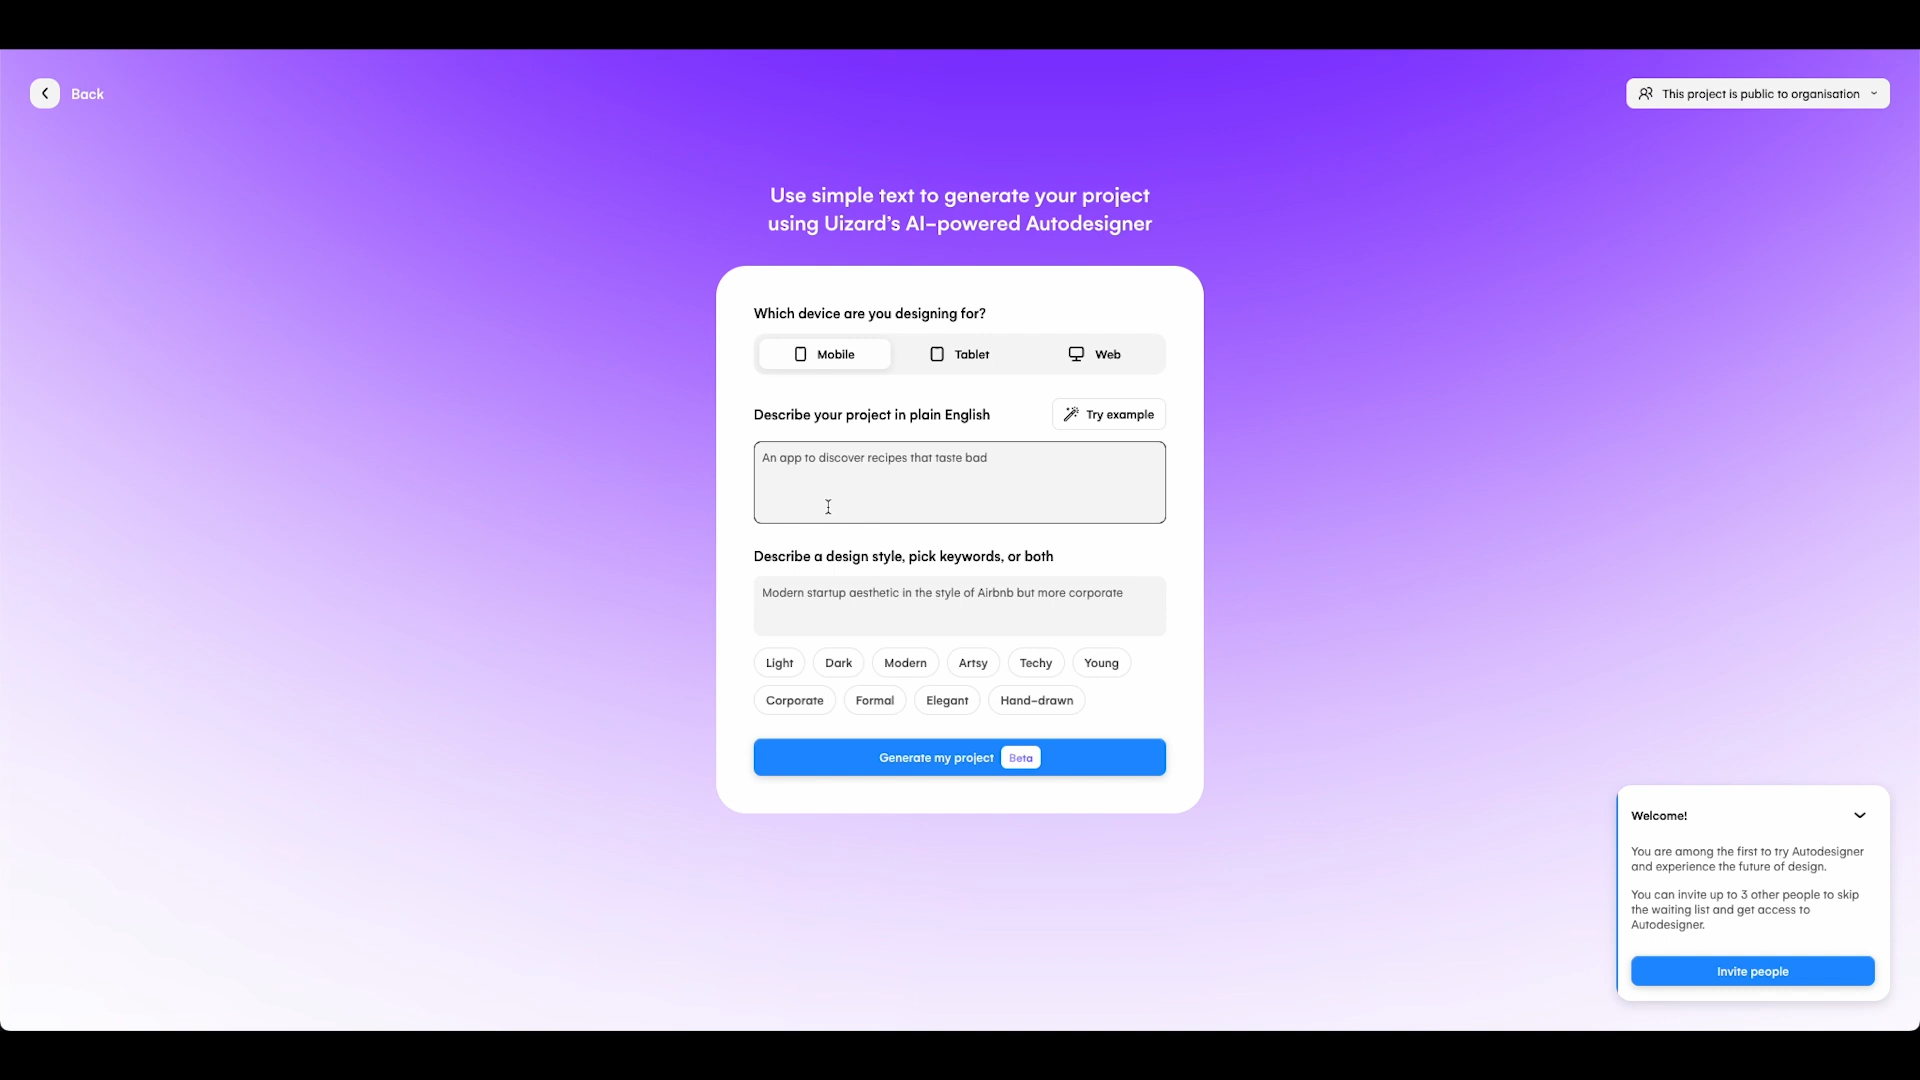 Back
This project is public to organisation
Use simple text to generate your project
using Uizard's AI-powered Autodesigner
Which device are you designing for?
Mobile
Tablet
Web
Describe your project in plain English
Try example
An app to discover recipes that taste bad
Describe a design style, pick keywords, or both
Modern startup aesthetic in the style of Airbnb but more corporate
Light
Dark
Modern
Artsy
Techy
Young
Corporate
Formal
Elegant
Hand-drawn
Generate my project
Beta
Welcome!
You are among the first to try Autodesigner
and experience the future of design.
You can invite up to 3 other people to skip
the waiting list and get access to
Autodesigner.
Invite people